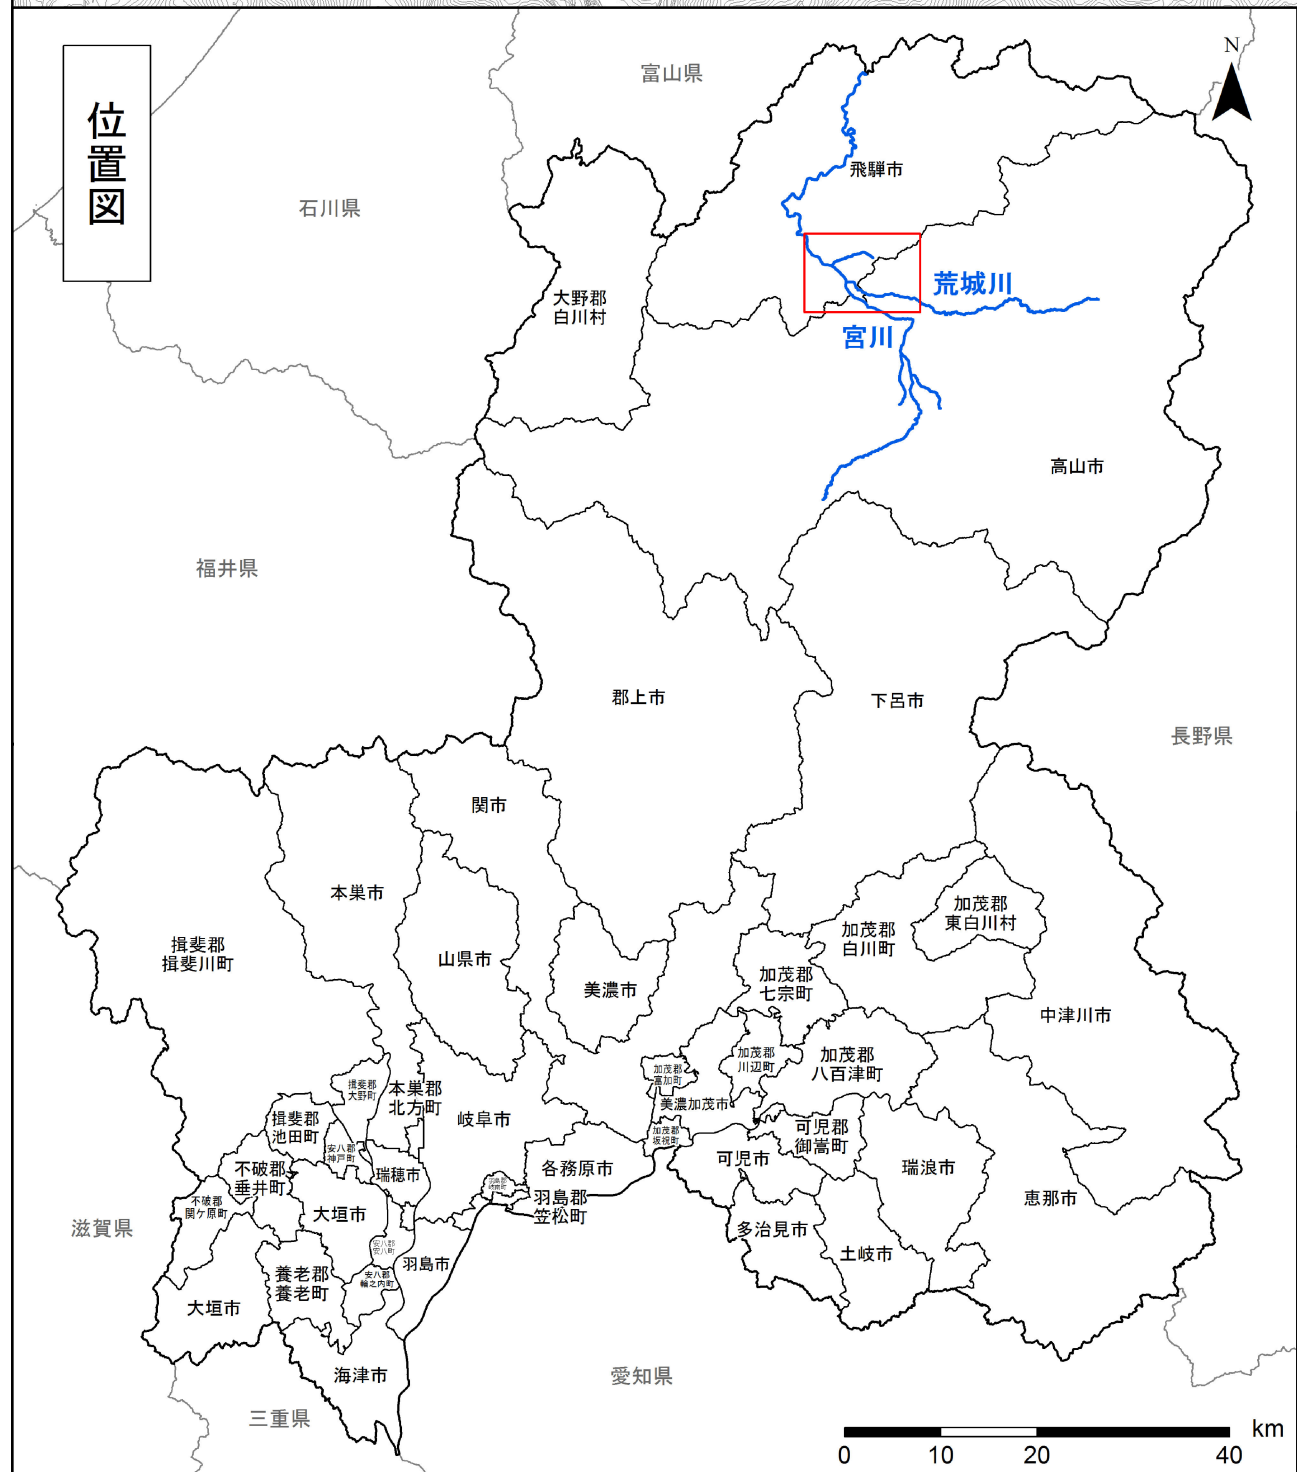 位置図
N
富山県
石川県
飛騨市
大野郡
白川村
荒城川
宮川
高山市
福井県
郡上市
下呂市
長野県
関市
本巣市
揖斐郡
揖斐川町
山県市
美濃市
加茂郡
七宗町
加茂郡
白川町
加茂郡
東白川村
中津川市
揖斐郡
大野町
本巣郡
北方町
岐阜市
加茂郡
富加町
加茂郡
川辺町
加茂郡
八百津町
美濃加茂市
揖斐郡
池田町
安八郡
神戸町
加茂郡
坂祝町
可児市
可児郡
御嵩町
瑞浪市
恵那市
不破郡
垂井町
瑞穂市
各務原市
羽島郡
岐南町
羽島郡
笠松町
不破郡
関ケ原町
大垣市
滋賀県
安八郡
安八町
羽島市
多治見市
土岐市
養老郡
養老町
安八郡
輪之内町
大垣市
海津市
愛知県
三重県
km
0 10 20 40